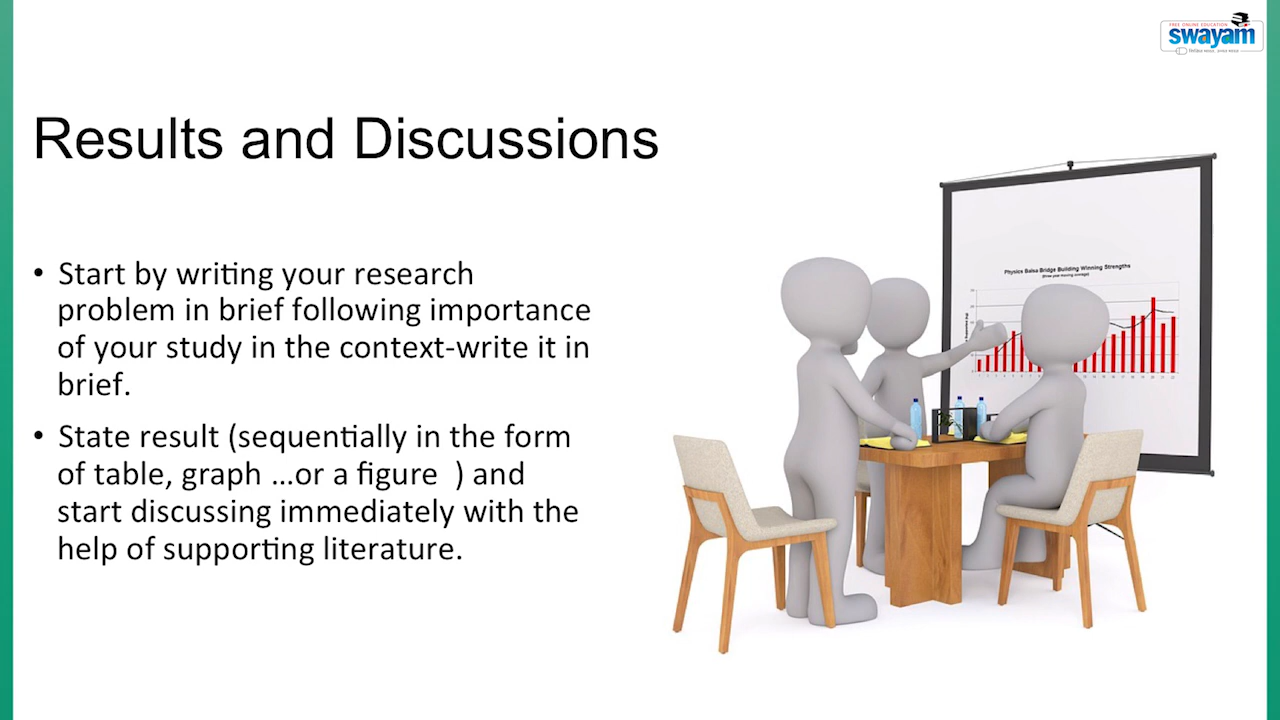 FREE ONLINE EDUCATION
swayam
Results and Discussions
• Start by writing your research
problem in brief following importance
of your study in the context-write it in
brief.
• State result (sequentially in the form
of table, graph ...or a figure  ) and
start discussing immediately with the
help of supporting literature.
Physics Balsa Bridge Building Winning Strengths